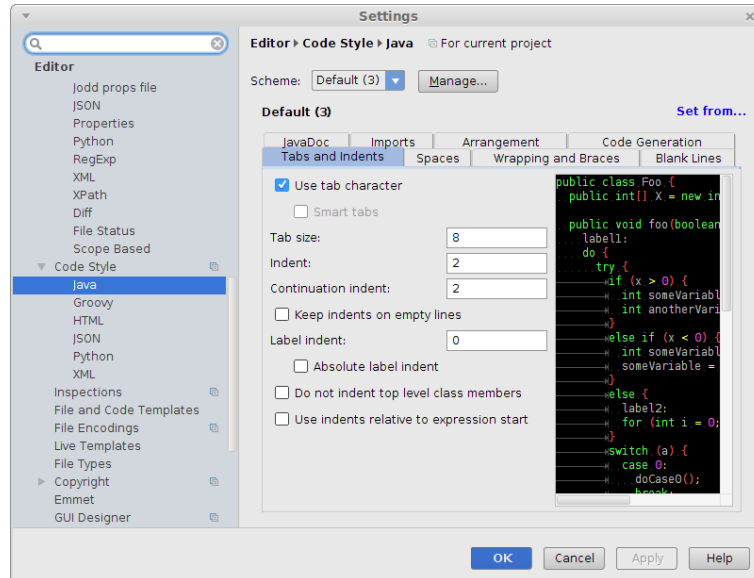 Settings
Editor
Jodd props file
JSON
Properties
Python
RegExp
XML
XPath
Diff
File Status
Scope Based
Code Style
Java
Groovy
HTML
JSON
Python
XML
Inspections
File and Code Templates
File Encodings
Live Templates
File Types
Copyright
Emmet
GUI Designer
Editor Code Style Java For current project
Scheme: Default (3) Manage...
Default (3) Set from...
JavaDoc Imports Arrangement Code Generation
Tabs and Indents Spaces Wrapping and Braces Blank Lines
Use tab character
Smart tabs
Tab size: 8
Indent: 2
Continuation indent: 2
Keep indents on empty lines
Label indent: 0
Absolute label indent
Do not indent top level class members
Use indents relative to expression start
public class Foo {
public int[] X = new in
public void foo(boolean
label1:
do {
try {
if (x > 0) {
int someVariabl
int anotherVari
}
else if (x < 0) {
int someVariabl
someVariable =
}
else {
label2:
for (int i = 0;
}
switch (a) {
case 0:
doCase0();
break;
OK Cancel Apply Help